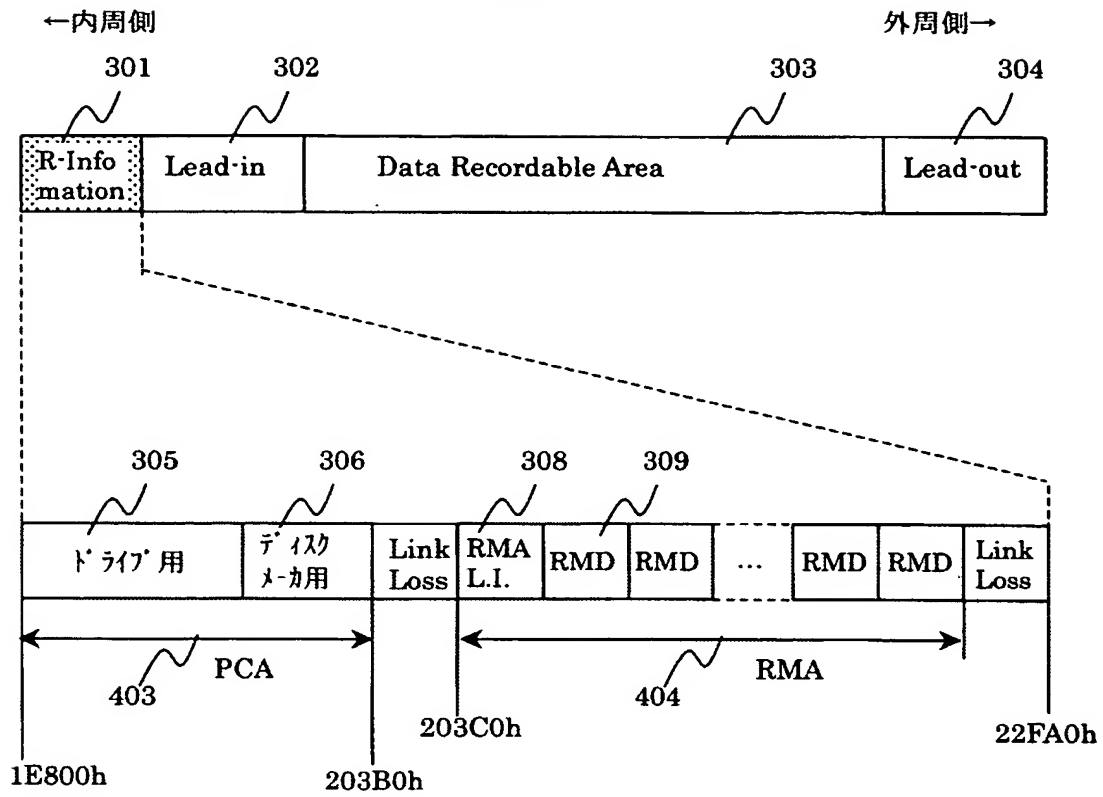 ←内周側
外周側→
301
302
303
304
R-Info
mation
Lead-in
Data Recordable Area
Lead-out
305
306
308
309
ﾄﾞﾗｲﾌﾞ用
ﾃﾞｨｽｸ
ﾒｰｶ用
Link
Loss
RMA
L.I.
RMD
RMD
...
RMD
RMD
Link
Loss
PCA
RMA
403
404
203C0h
22FA0h
1E800h
203B0h